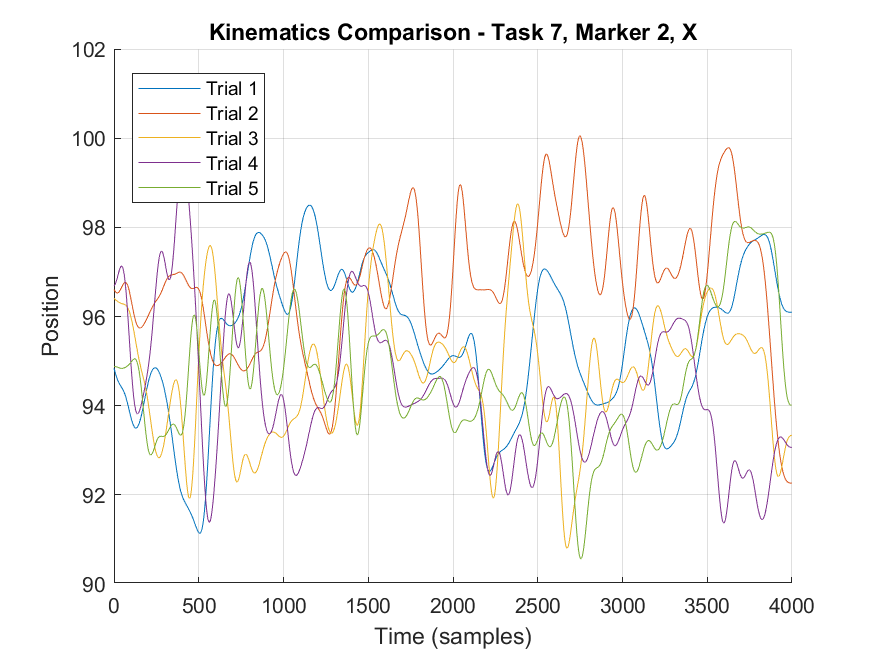 Kinematics Comparison - Task 7, Marker 2, X
102
100
98
96
94
92
90
Position
Trial 1
Trial 2
Trial 3
Trial 4
Trial 5
0 500 1000 1500 2000 2500 3000 3500 4000
Time (samples)